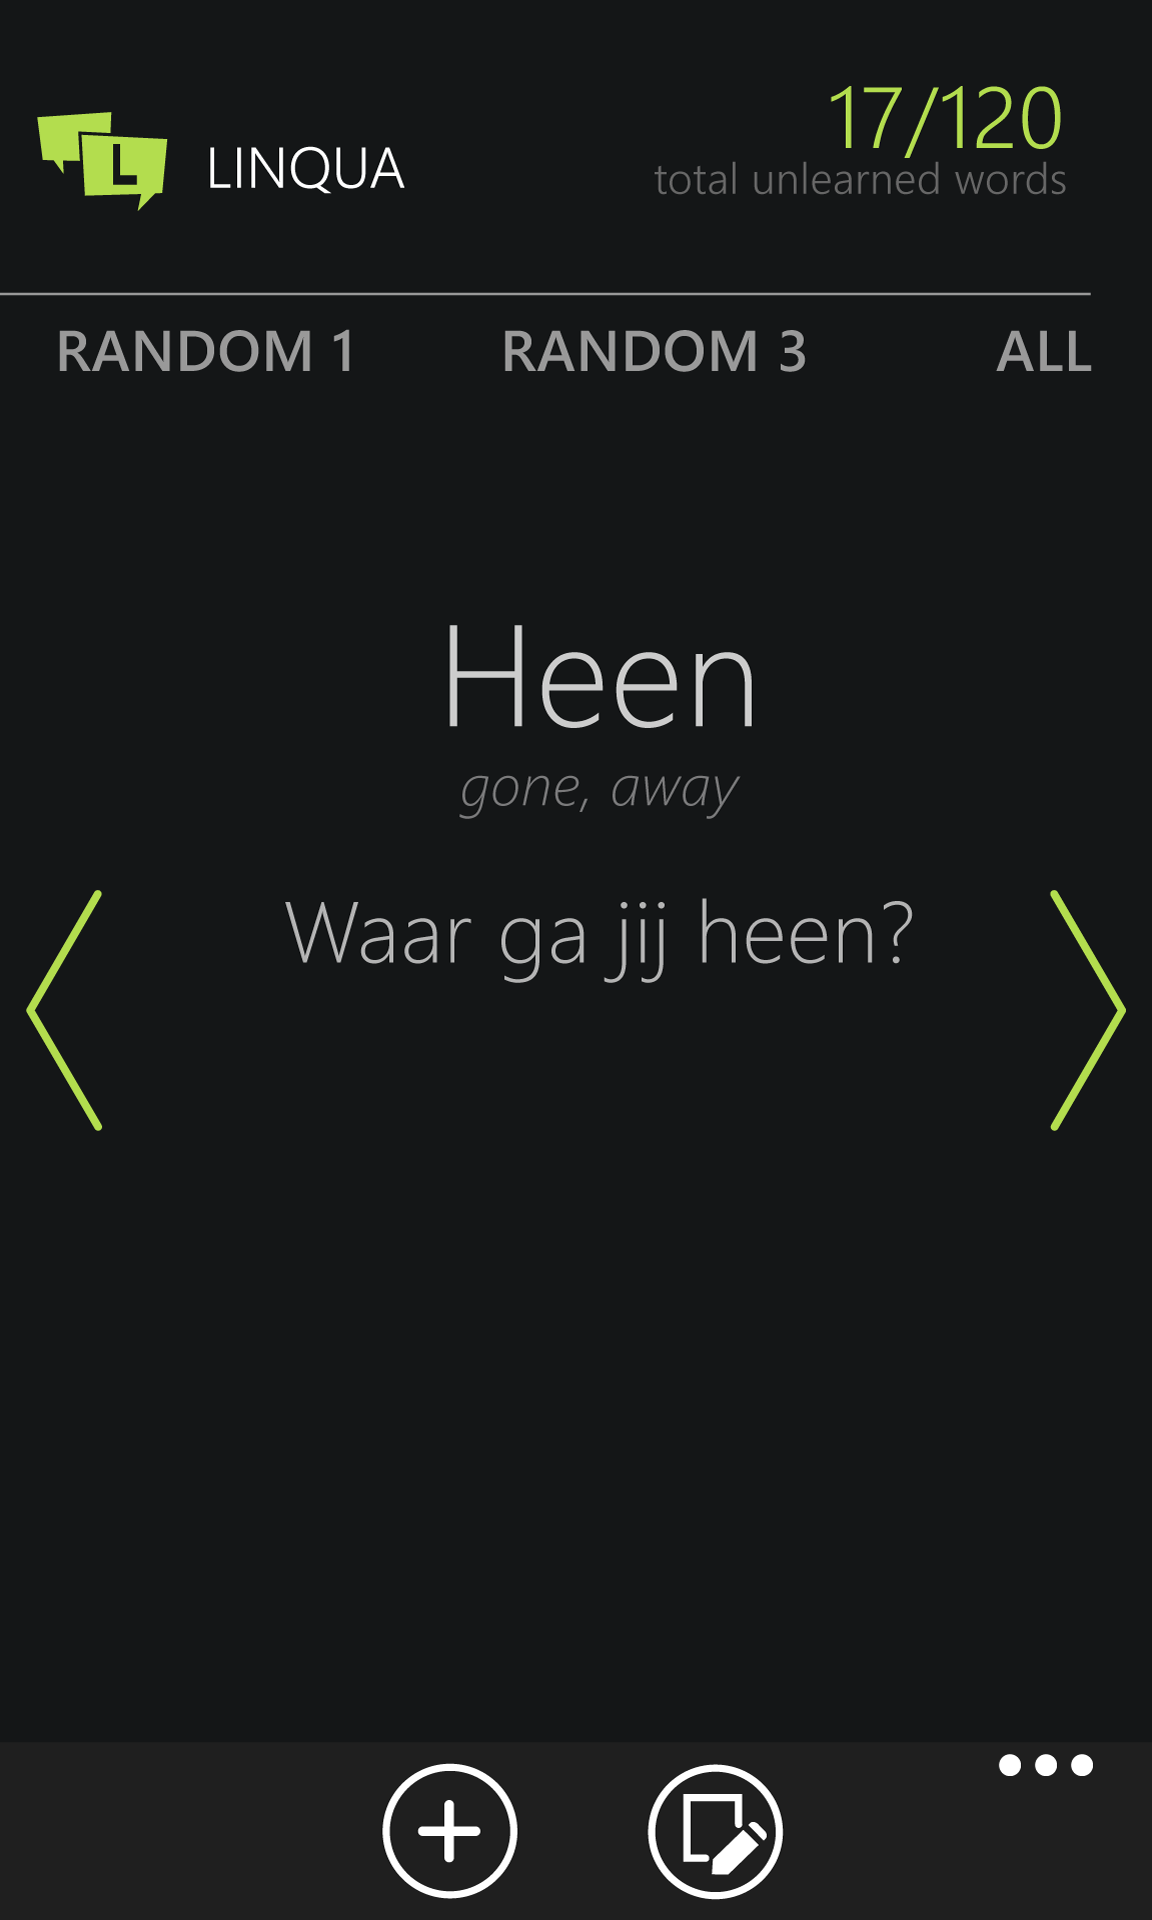 L
LINQUA
17/120
total unlearned words
RANDOM 1 RANDOM 3 ALL
Heen
gone, away
Waar ga jij heen?